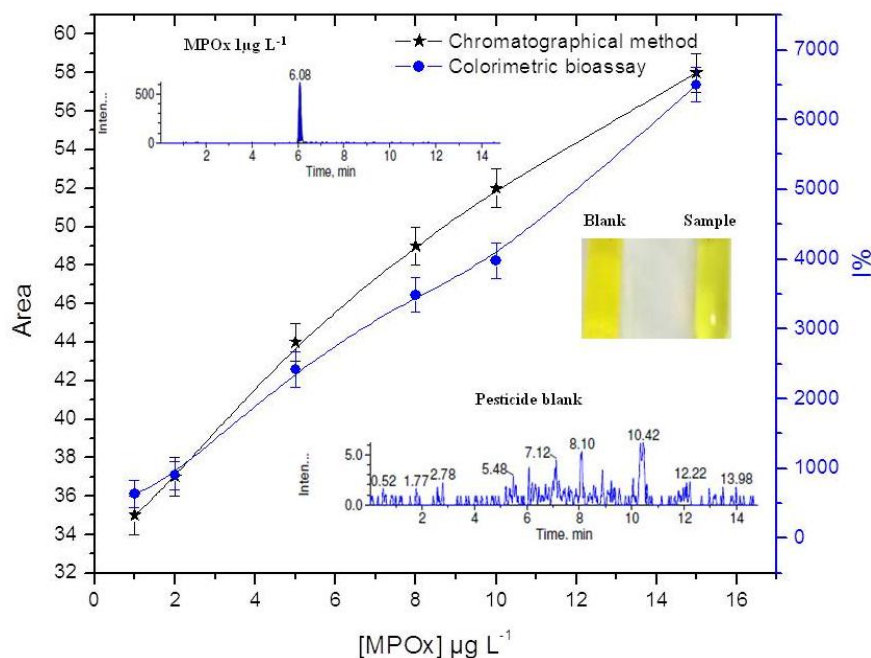 MPOx 1µg L-1
6.08
500
0
Inten...
2 4 6 8 10 12 14
Time, min
Chromatographical method
Colorimetric bioassay
Blank Sample
Pesticide blank
5.0
0.0
Inten...
0.52 1.77 2.78 5.48 7.12 8.10 10.42 12.22 13.98
2 4 6 8 10 12 14
Time, min
60
58
56
54
52
50
48
46
44
42
40
38
36
34
32
Area
7000
6000
5000
4000
3000
2000
1000
0
I%
0 2 4 6 8 10 12 14 16
[MPOx] µg L-1